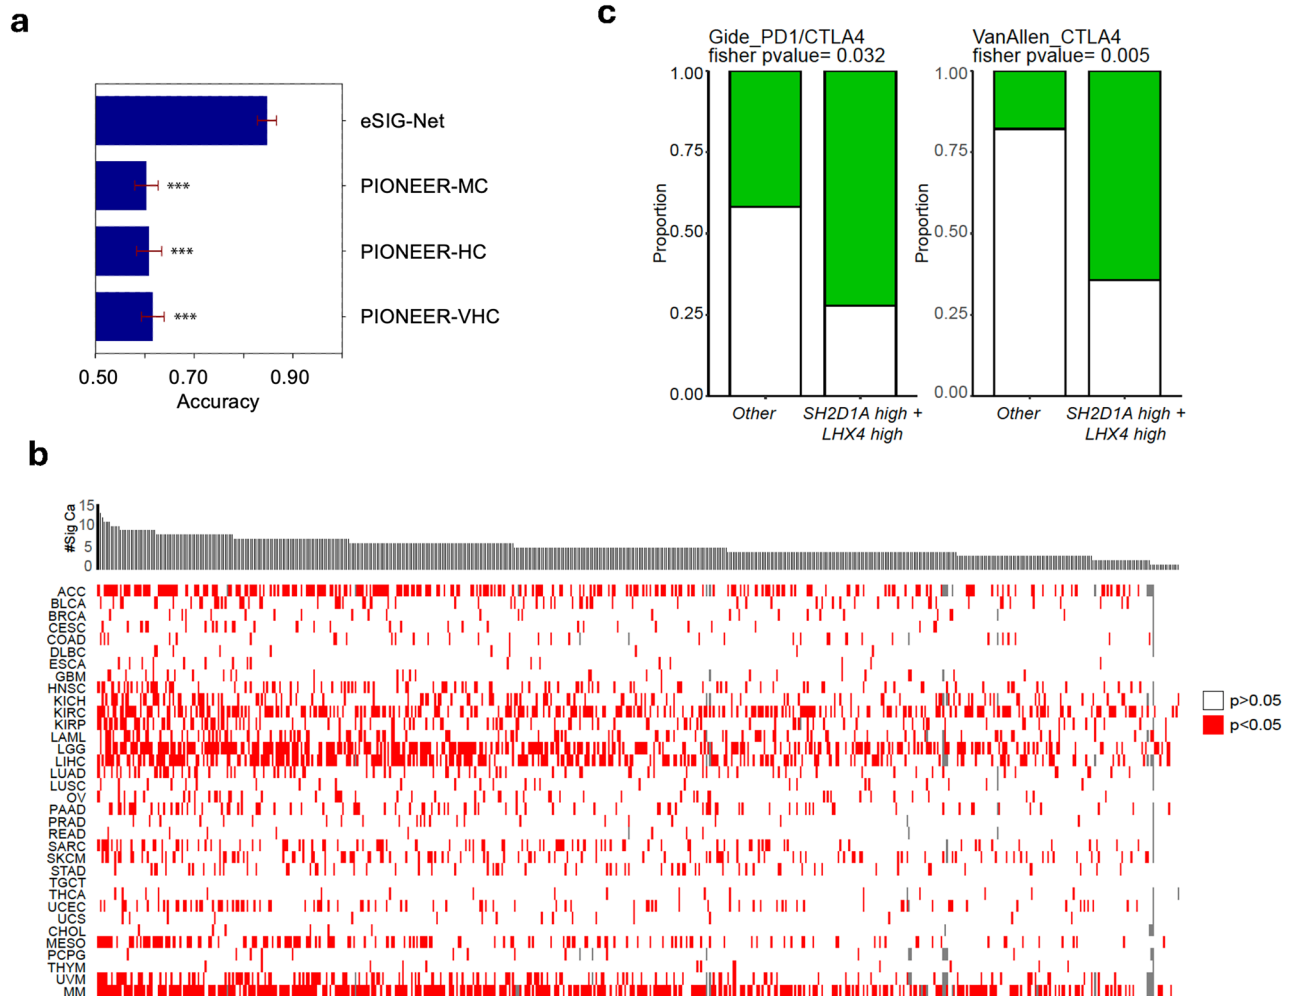 a
eSIG-Net
PIONEER-MC
***
PIONEER-HC
***
PIONEER-VHC
***
0.50 0.70 0.90
Accuracy
c
Gide_PD1/CTLA4
fisher pvalue= 0.032
1.00
0.75
0.50
0.25
0.00
Proportion
Other
SH2D1A high +
LHX4 high
VanAllen_CTLA4
fisher pvalue= 0.005
1.00
0.75
0.50
0.25
0.00
Proportion
Other
SH2D1A high +
LHX4 high
b
#Sig Ca
15
10
5
0
ACC
BLCA
BRCA
CESC
COAD
DLBC
ESCA
GBM
HNSC
KICH
KIRC
KIRP
LAML
LGG
LIHC
LUAD
LUSC
OV
PAAD
PRAD
READ
SARC
SKCM
STAD
TGCT
THCA
UCEC
UCS
CHOL
MESO
PCPG
THYM
UVM
MM
p>0.05
p<0.05